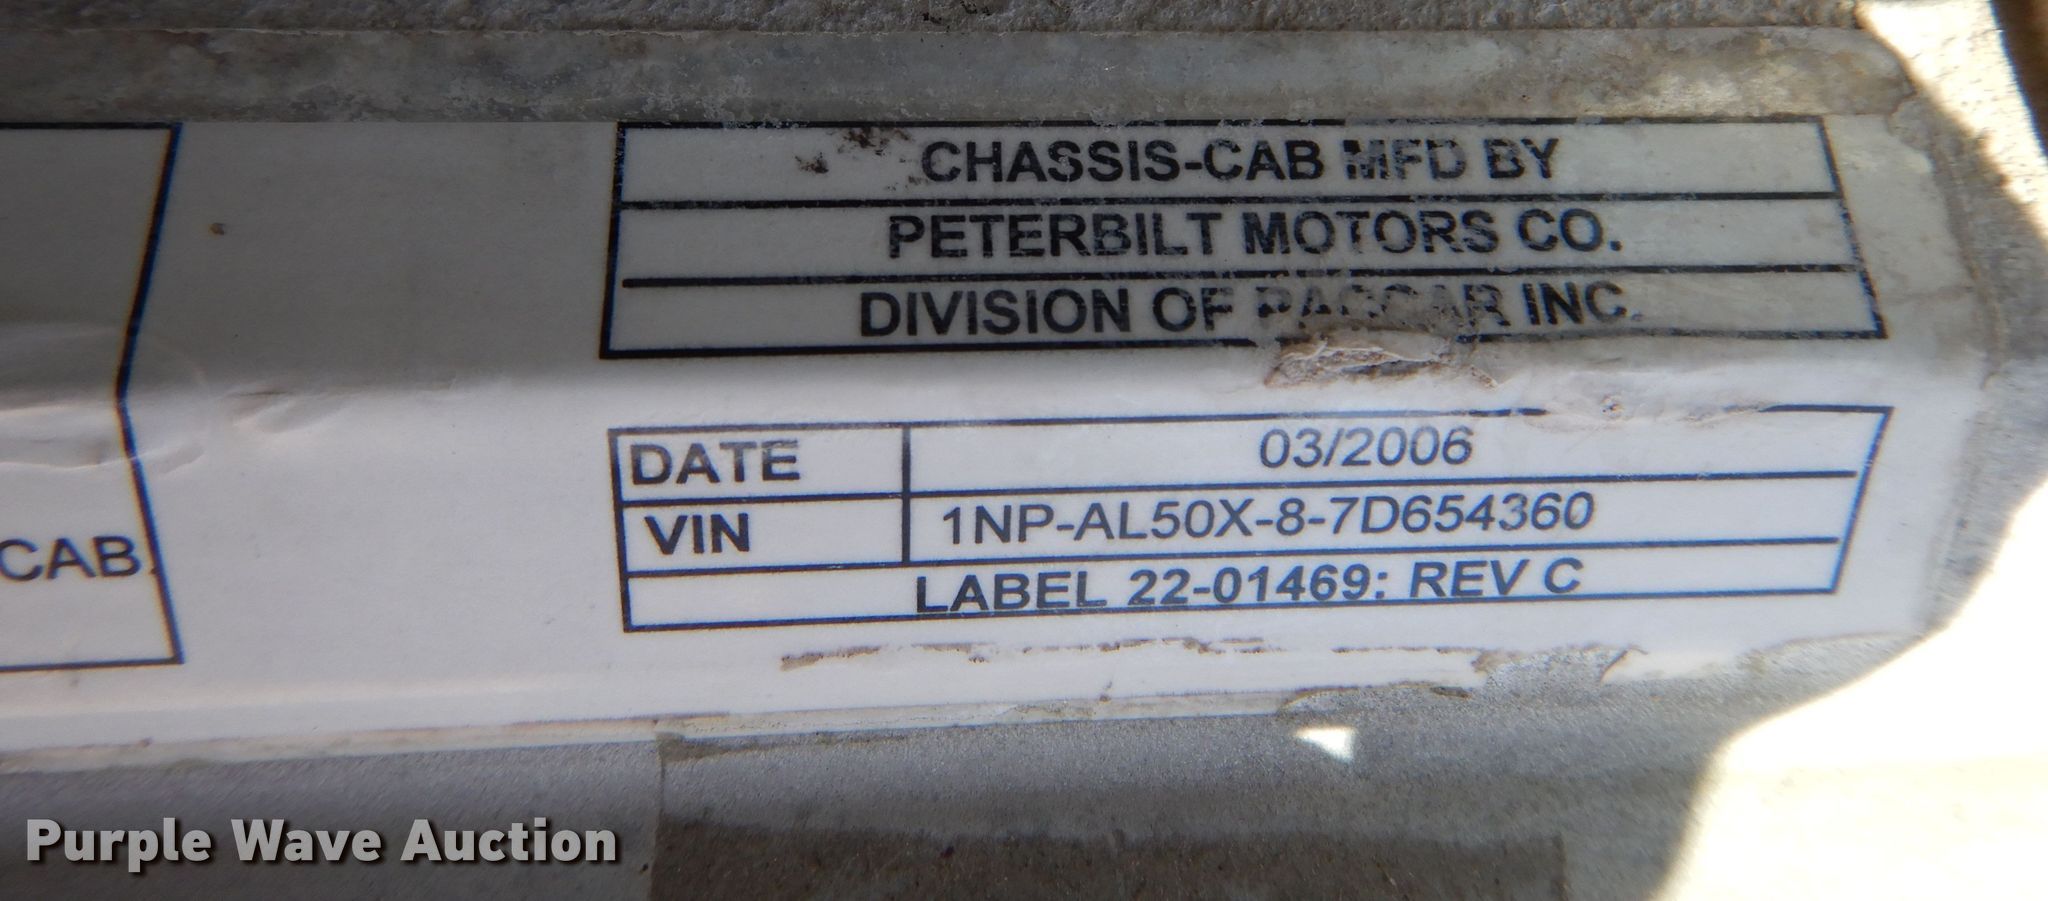 CHASSIS-CAB MFD BY
PETERBILT MOTORS CO.
DIVISION OF PACCAR INC.
DATE 03/2006
VIN 1NP-AL50X-8-7D654360
LABEL 22-01469: REV C
CAB.
Purple Wave Auction